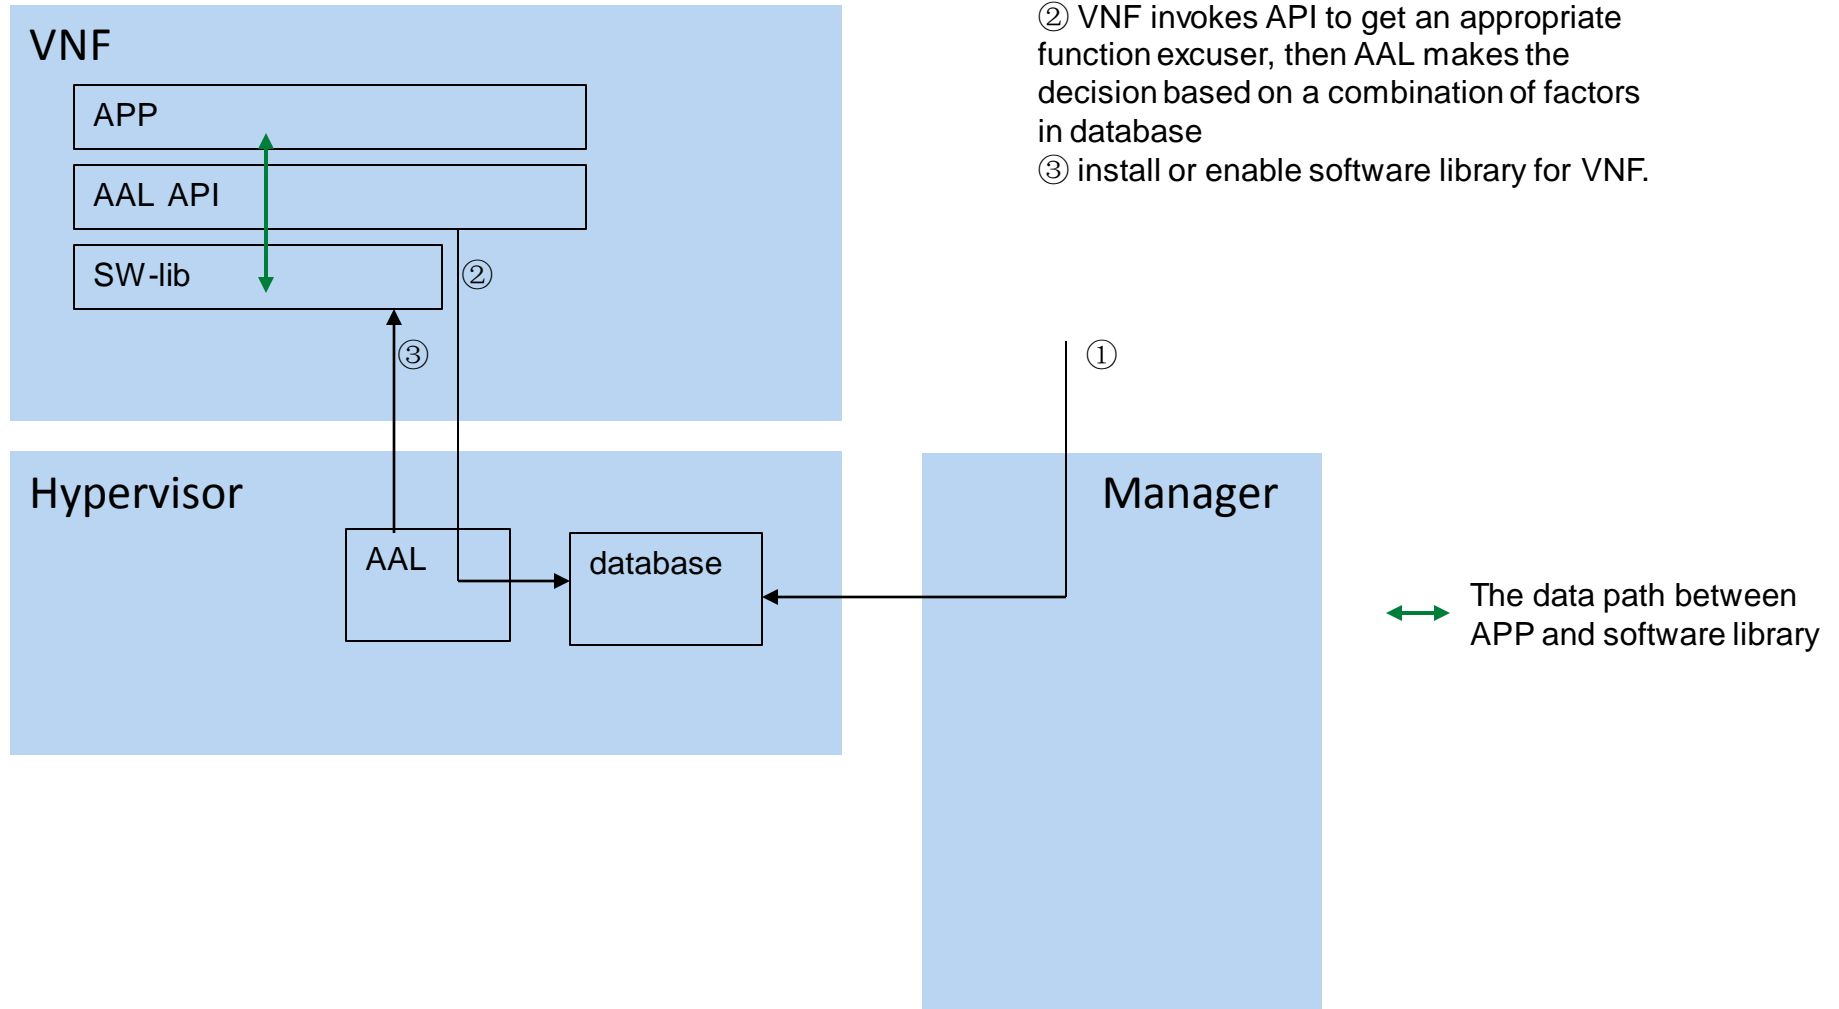 VNF
APP
AAL API
SW-lib
②
③
② VNF invokes API to get an appropriate
function excuser, then AAL makes the
decision based on a combination of factors
in database
③ install or enable software library for VNF.
①
Hypervisor
AAL
database
Manager
The data path between
APP and software library